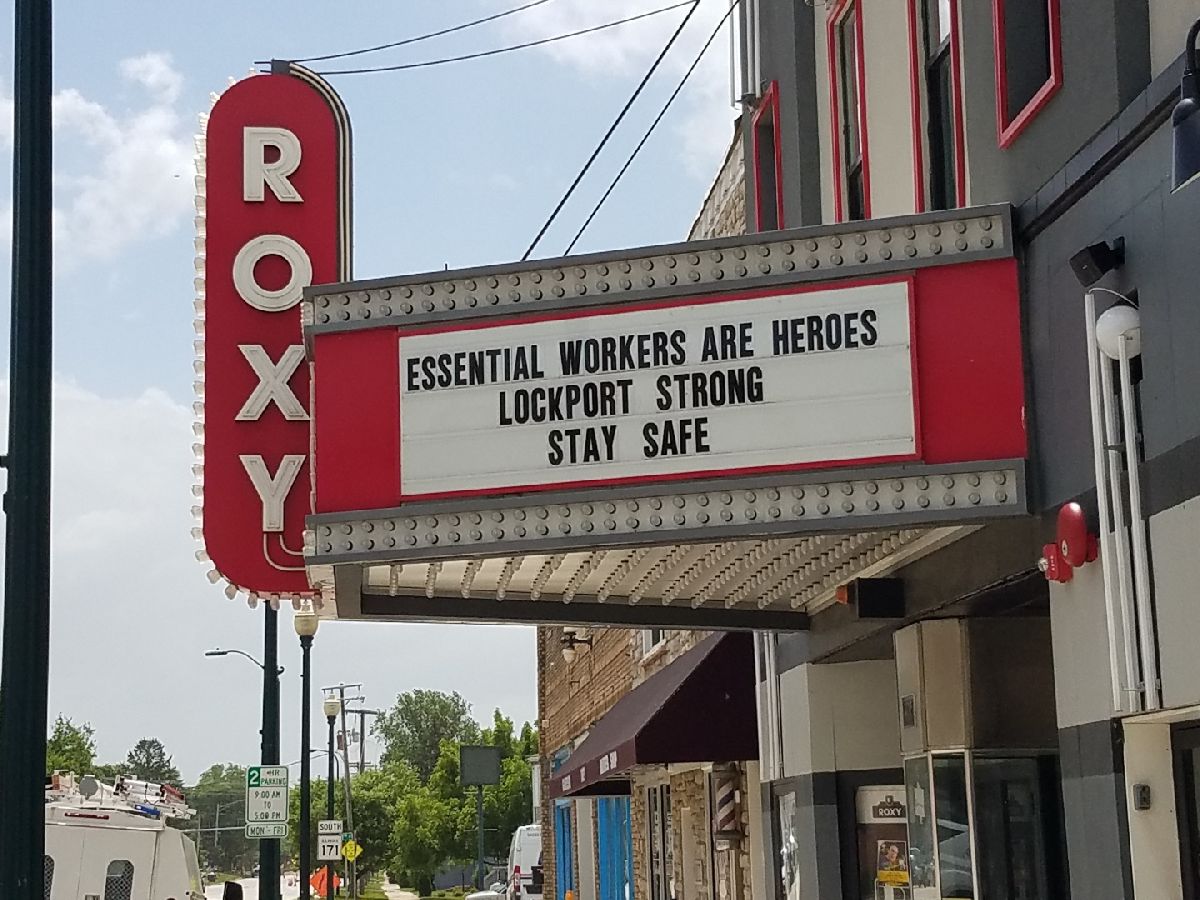 ROXY
ESSENTIAL WORKERS ARE HEROES
LOCKPORT STRONG
STAY SAFE
2 HR
PARKING
9:00 AM
TO
5:00 PM
MON - FRI
SOUTH
ILLINOIS
171
ROXY